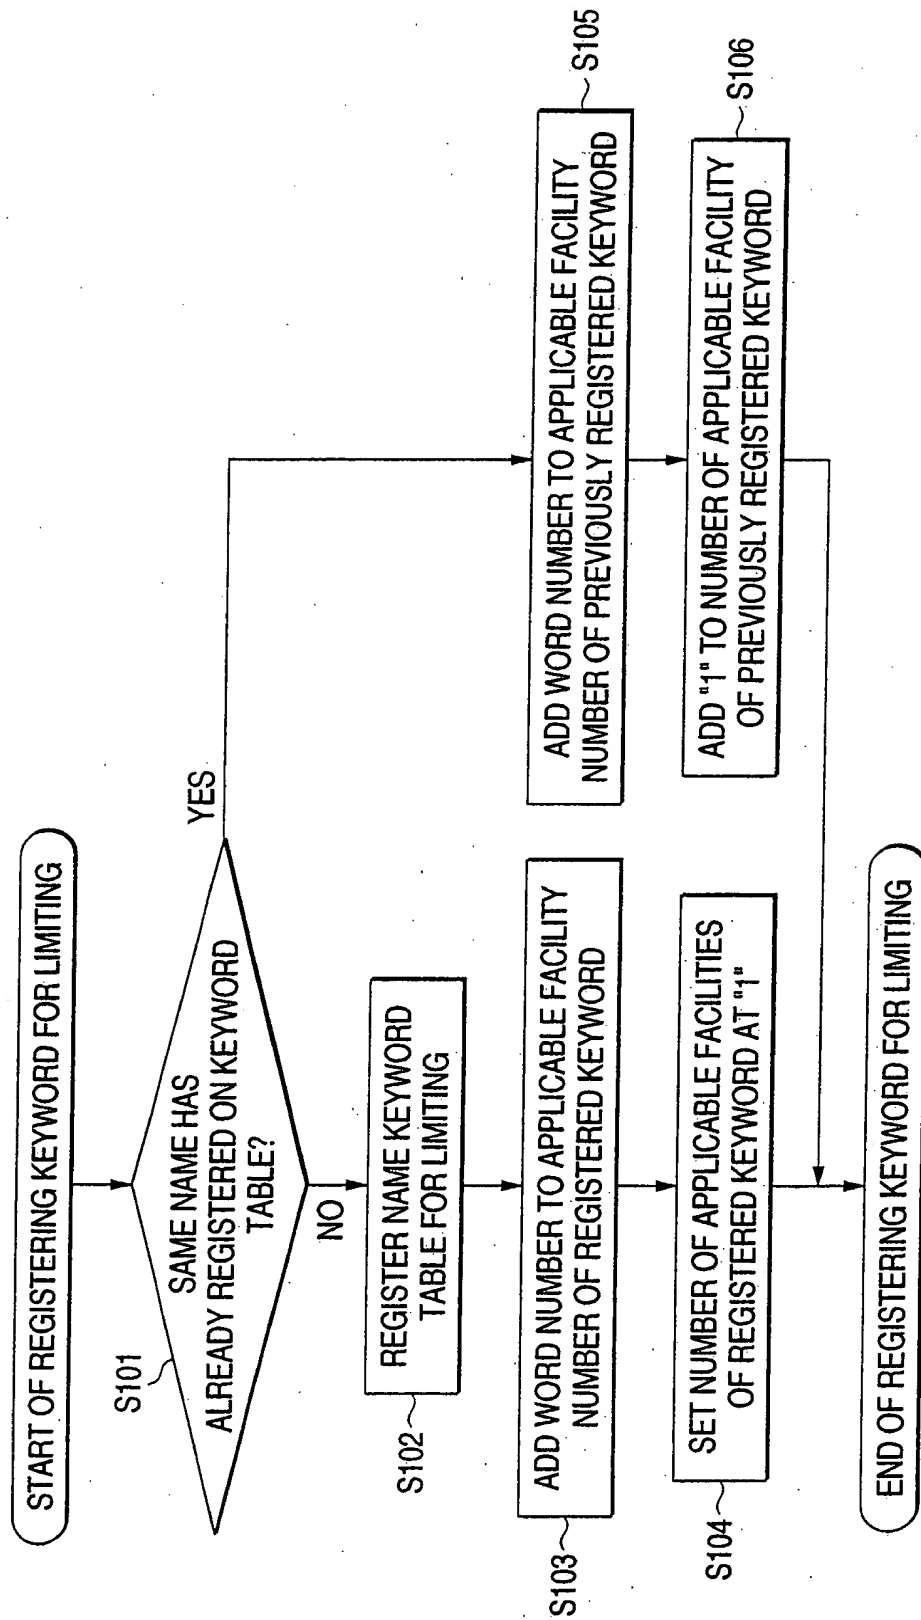 START OF REGISTERING KEYWORD FOR LIMITING
S101
SAME NAME HAS
ALREADY REGISTERED ON KEYWORD
TABLE?
YES
NO
S102
REGISTER NAME KEYWORD
TABLE FOR LIMITING
S103
ADD WORD NUMBER TO APPLICABLE FACILITY
NUMBER OF REGISTERED KEYWORD
S104
SET NUMBER OF APPLICABLE FACILITIES
OF REGISTERED KEYWORD AT "1"
S105
ADD WORD NUMBER TO APPLICABLE FACILITY
NUMBER OF PREVIOUSLY REGISTERED KEYWORD
S106
ADD "1" TO NUMBER OF APPLICABLE FACILITY
OF PREVIOUSLY REGISTERED KEYWORD
END OF REGISTERING KEYWORD FOR LIMITING